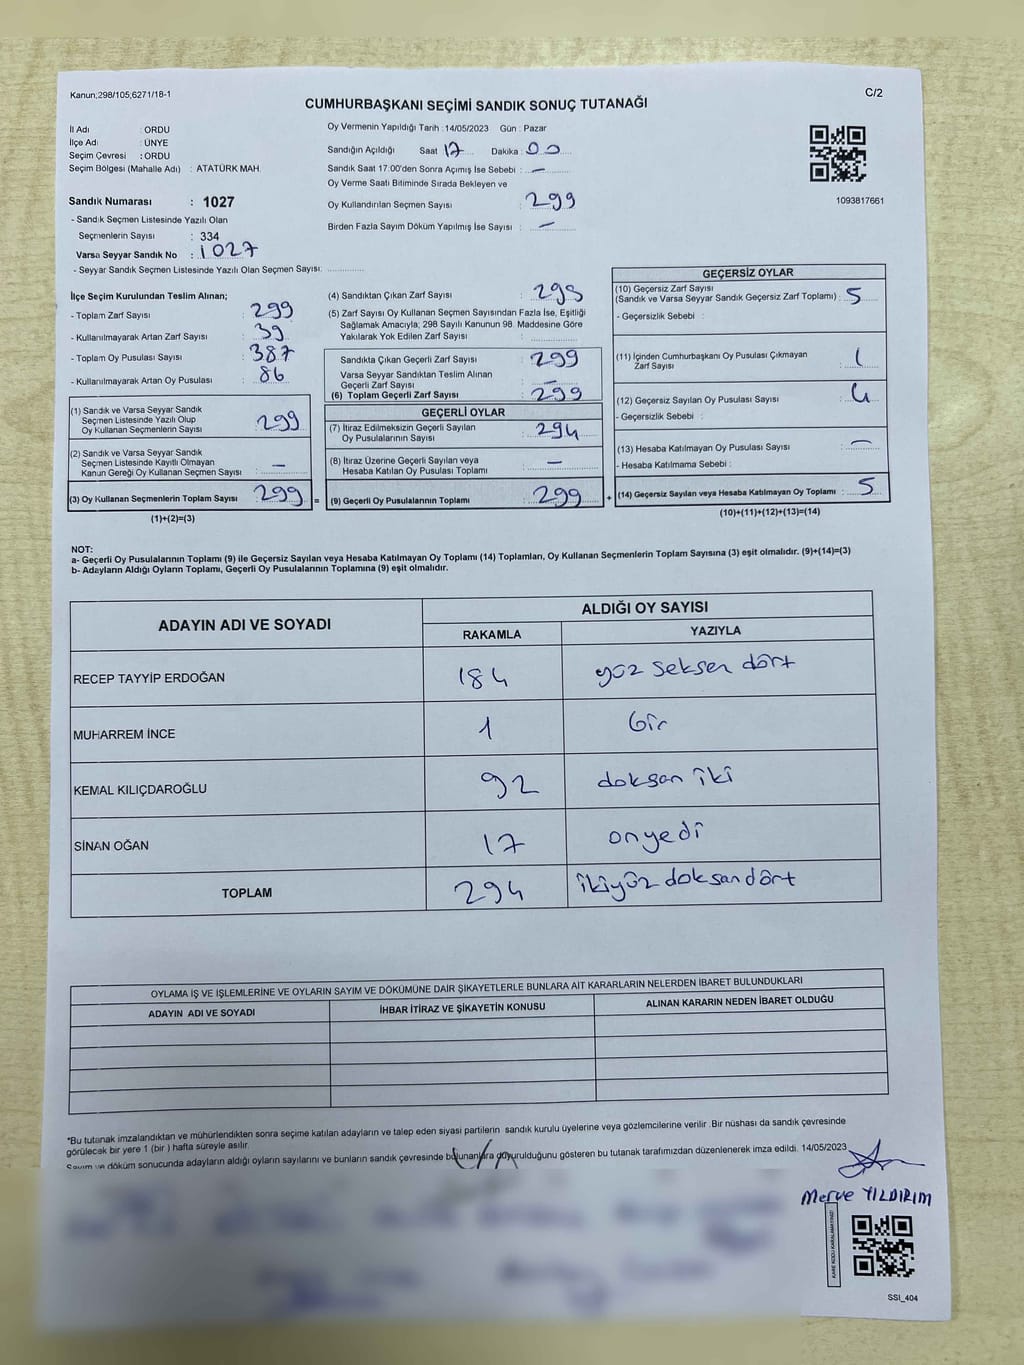 Kanun;298/105;6271/18-1
C/2
CUMHURBAŞKANI SEÇİMİ SANDIK SONUÇ TUTANAĞI
İl Adı : ORDU
İlçe Adı : ÜNYE
Seçim Çevresi : ORDU
Seçim Bölgesi (Mahalle Adı) : ATATÜRK MAH.
Sandık Numarası : 1027
- Sandık Seçmen Listesinde Yazılı Olan
Seçmenlerin Sayısı : 334
Varsa Seyyar Sandık No : 1027
- Seyyar Sandık Seçmen Listesinde Yazılı Olan Seçmen Sayısı:
Oy Vermenin Yapıldığı Tarih : 14/05/2023 Gün : Pazar
Sandığın Açıldığı Saat 17 Dakika : 00
Sandık Saat 17:00'den Sonra Açımış İse Sebebi : —
Oy Verme Saati Bitiminde Sırada Bekleyen ve
Oy Kullandırılan Seçmen Sayısı : 299
Birden Fazla Sayım Döküm Yapılmış İse Sayısı : —
1093817661
İlçe Seçim Kurulundan Teslim Alınan;
- Toplam Zarf Sayısı : 299
- Kullanılmayarak Artan Zarf Sayısı : 39
- Toplam Oy Pusulası Sayısı : 387
- Kullanılmayarak Artan Oy Pusulası : 86
(1) Sandık ve Varsa Seyyar Sandık
Seçmen Listesinde Yazılı Olup
Oy Kullanan Seçmenlerin Sayısı : 299
(2) Sandık ve Varsa Seyyar Sandık
Seçmen Listesinde Kayıtlı Olmayan
Kanun Gereği Oy Kullanan Seçmen Sayısı : —
(3) Oy Kullanan Seçmenlerin Toplam Sayısı : 299 =
(1)+(2)=(3)
(4) Sandıktan Çıkan Zarf Sayısı : 299
(5) Zarf Sayısı Oy Kullanan Seçmen Sayısından Fazla İse, Eşitliği
Sağlamak Amacıyla; 298 Sayılı Kanunun 98. Maddesine Göre
Yakılarak Yok Edilen Zarf Sayısı :
Sandıkta Çıkan Geçerli Zarf Sayısı : 299
Varsa Seyyar Sandıktan Teslim Alınan
Geçerli Zarf Sayısı : —
(6) Toplam Geçerli Zarf Sayısı : 299
GEÇERLİ OYLAR
(7) İtiraz Edilmeksizin Geçerli Sayılan
Oy Pusulalarının Sayısı : 294
(8) İtiraz Üzerine Geçerli Sayılan veya
Hesaba Katılan Oy Pusulası Toplamı : —
(9) Geçerli Oy Pusulalarının Toplamı : 299 +
GEÇERSİZ OYLAR
(10) Geçersiz Zarf Sayısı
(Sandık ve Varsa Seyyar Sandık Geçersiz Zarf Toplamı) : 5
- Geçersizlik Sebebi :
(11) İçinden Cumhurbaşkanı Oy Pusulası Çıkmayan
Zarf Sayısı : 1
(12) Geçersiz Sayılan Oy Pusulası Sayısı : 4
- Geçersizlik Sebebi :
(13) Hesaba Katılmayan Oy Pusulası Sayısı : —
- Hesaba Katılmama Sebebi :
(14) Geçersiz Sayılan veya Hesaba Katılmayan Oy Toplamı : 5
(10)+(11)+(12)+(13)=(14)
NOT:
a- Geçerli Oy Pusulalarının Toplamı (9) ile Geçersiz Sayılan veya Hesaba Katılmayan Oy Toplamı (14) Toplamları, Oy Kullanan Seçmenlerin Toplam Sayısına (3) eşit olmalıdır. (9)+(14)=(3)
b- Adayların Aldığı Oyların Toplamı, Geçerli Oy Pusulalarının Toplamına (9) eşit olmalıdır.
ADAYIN ADI VE SOYADI ALDIĞI OY SAYISI
RAKAMLA YAZIYLA
RECEP TAYYİP ERDOĞAN 184 yüz seksen dört
MUHARREM İNCE 1 bir
KEMAL KILIÇDAROĞLU 92 doksan iki
SİNAN OĞAN 17 onyedi
TOPLAM 294 ikiyüz doksan dört
OYLAMA İŞ VE İŞLEMLERİNE VE OYLARIN SAYIM VE DÖKÜMÜNE DAİR ŞİKAYETLERLE BUNLARA AİT KARARLARIN NELERDEN İBARET BULUNDUKLARI
ADAYIN ADI VE SOYADI İHBAR İTİRAZ VE ŞİKAYETİN KONUSU ALINAN KARARIN NEDEN İBARET OLDUĞU
*Bu tutanak imzalandıktan ve mühürlendikten sonra seçime katılan adayların ve talep eden siyasi partilerin sandık kurulu üyelerine veya gözlemcilerine verilir. Bir nüshası da sandık çevresinde
görülecek bir yere 1 (bir ) hafta süreyle asılır.
Sayım ve döküm sonucunda adayların aldığı oyların sayılarını ve bunların sandık çevresinde bulunanlara duyurulduğunu gösteren bu tutanak tarafımızdan düzenlenerek imza edildi. 14/05/2023
Merve YILDIRIM
SSI_404